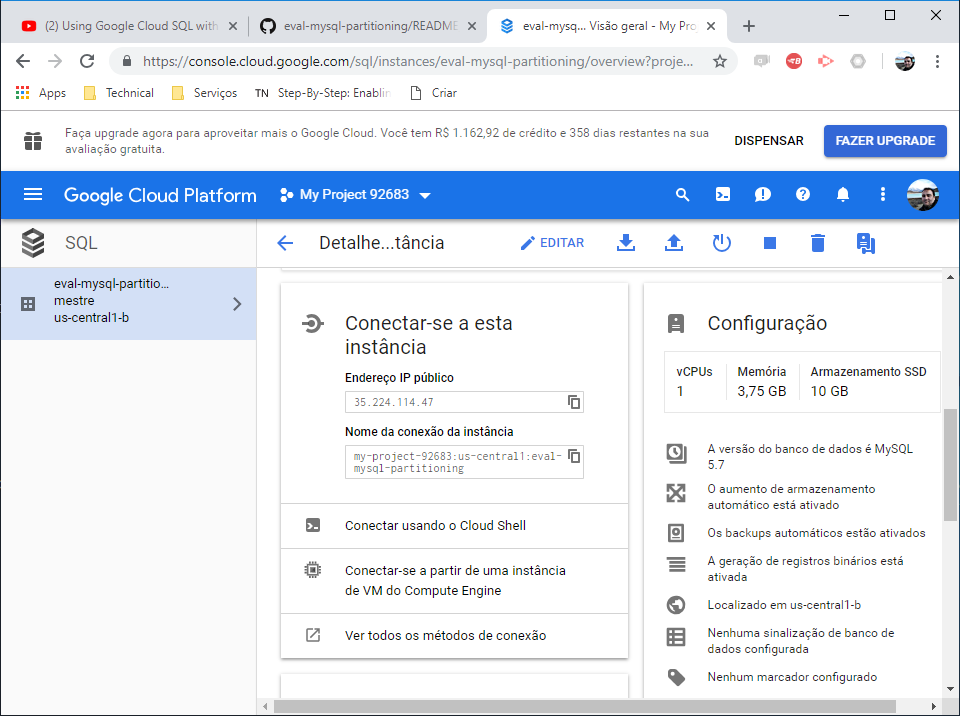 (2) Using Google Cloud SQL with
eval-mysql-partitioning/README
eval-mysq... Visão geral - My Pro
https://console.cloud.google.com/sql/instances/eval-mysql-partitioning/overview?proje...
Apps
Technical
Serviços
TN Step-By-Step: Enablin
Criar
Faça upgrade agora para aproveitar mais o Google Cloud. Você tem R$ 1.162,92 de crédito e 358 dias restantes na sua
avaliação gratuita.
DISPENSAR
FAZER UPGRADE
Google Cloud Platform
My Project 92683
SQL
Detalhe...tância
EDITAR
eval-mysql-partitio...
mestre
us-central1-b
Conectar-se a esta
instância
Endereço IP público
35.224.114.47
Nome da conexão da instância
my-project-92683:us-central1:eval-
mysql-partitioning
Conectar usando o Cloud Shell
Conectar-se a partir de uma instância
de VM do Compute Engine
Ver todos os métodos de conexão
Configuração
vCPUs Memória Armazenamento SSD
1 3,75 GB 10 GB
A versão do banco de dados é MySQL
5.7
O aumento de armazenamento
automático está ativado
Os backups automáticos estão ativados
A geração de registros binários está
ativada
Localizado em us-central1-b
Nenhuma sinalização de banco de
dados configurada
Nenhum marcador configurado